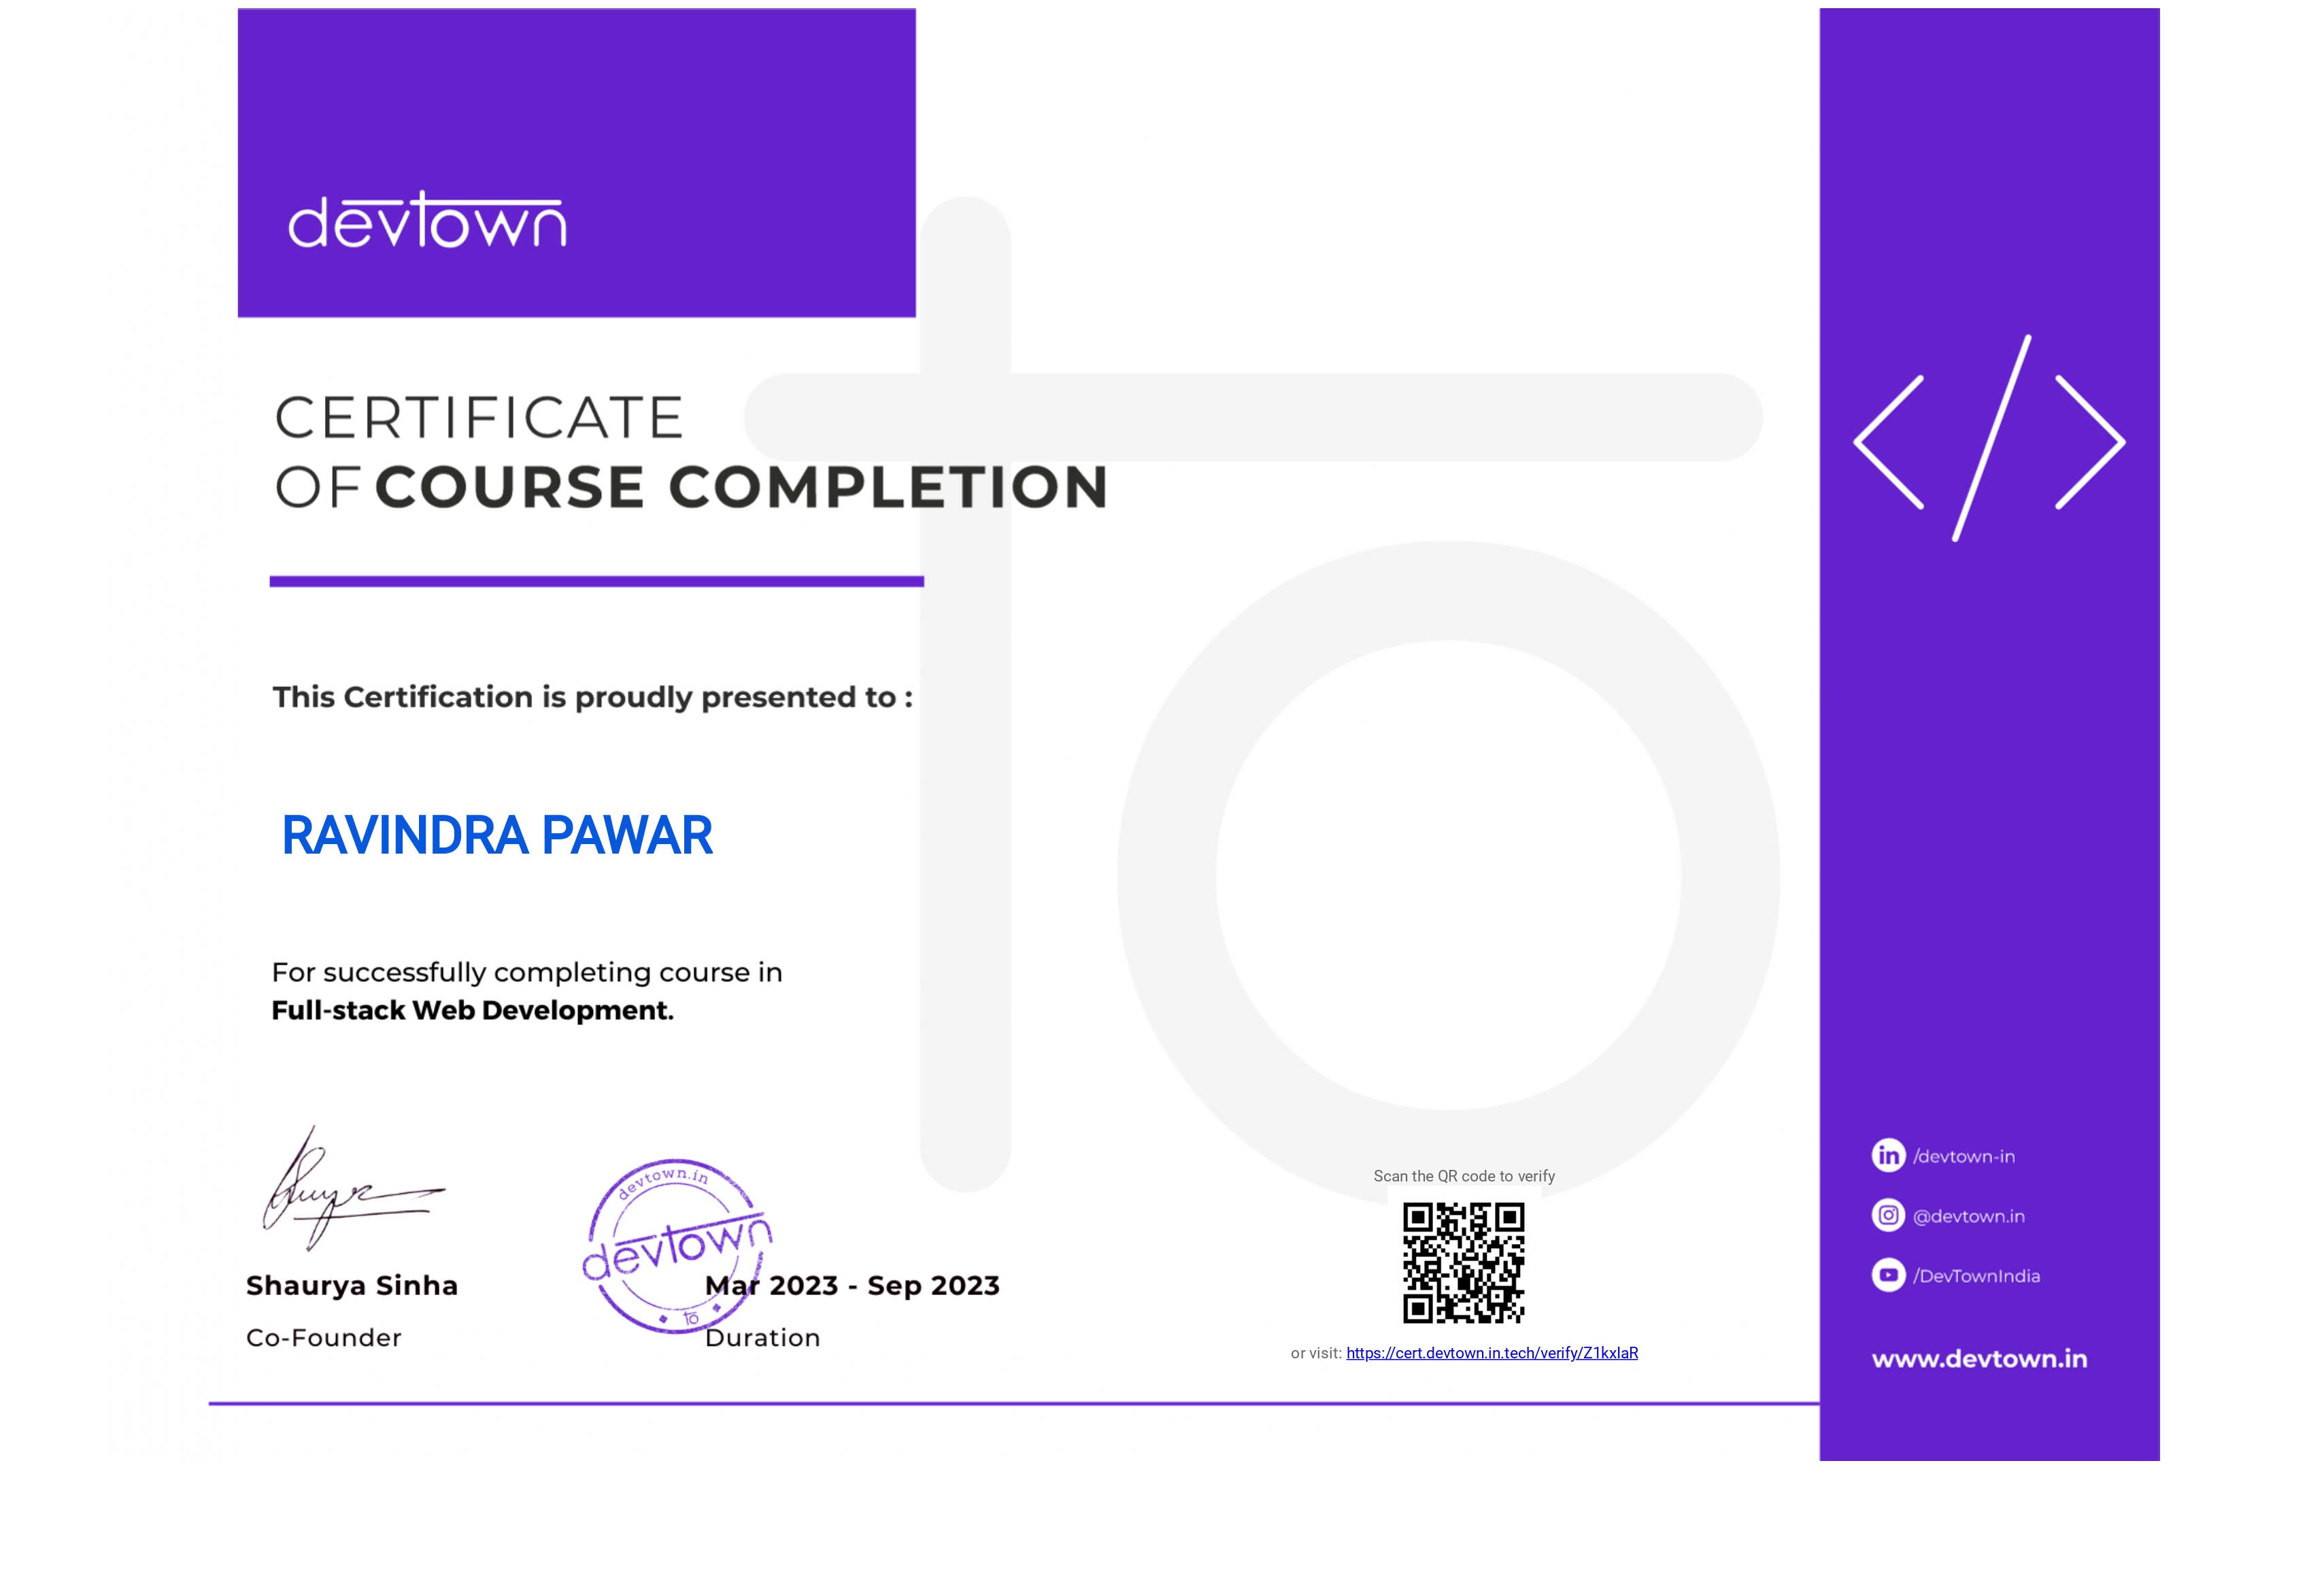 devtown
CERTIFICATE
OF COURSE COMPLETION
This Certification is proudly presented to :
RAVINDRA PAWAR
For successfully completing course in
Full-stack Web Development.
devtown.in
devtown
to
Shaurya Sinha
Co-Founder
Mar 2023 - Sep 2023
Duration
Scan the QR code to verify
or visit: https://cert.devtown.in.tech/verify/Z1kxIaR
/devtown-in
@devtown.in
/DevTownIndia
www.devtown.in